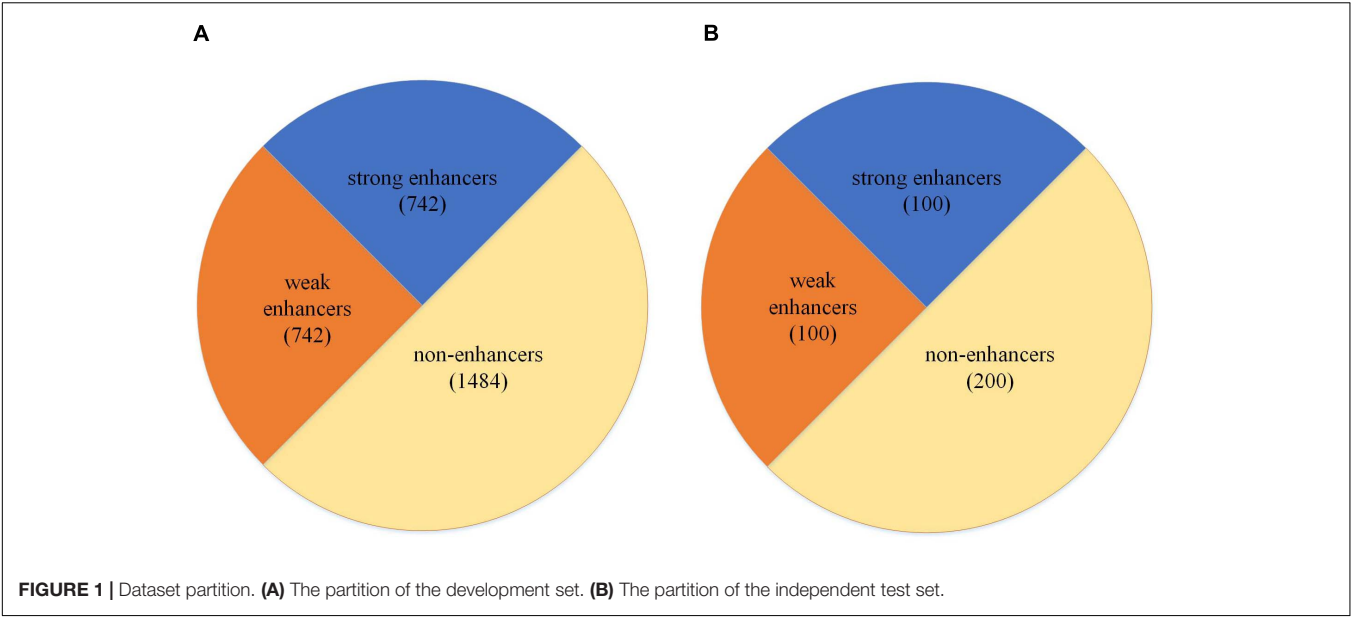 A
B
strong enhancers
(742)
weak
enhancers
(742)
non-enhancers
(1484)
strong enhancers
(100)
weak
enhancers
(100)
non-enhancers
(200)
FIGURE 1 | Dataset partition. (A) The partition of the development set. (B) The partition of the independent test set.